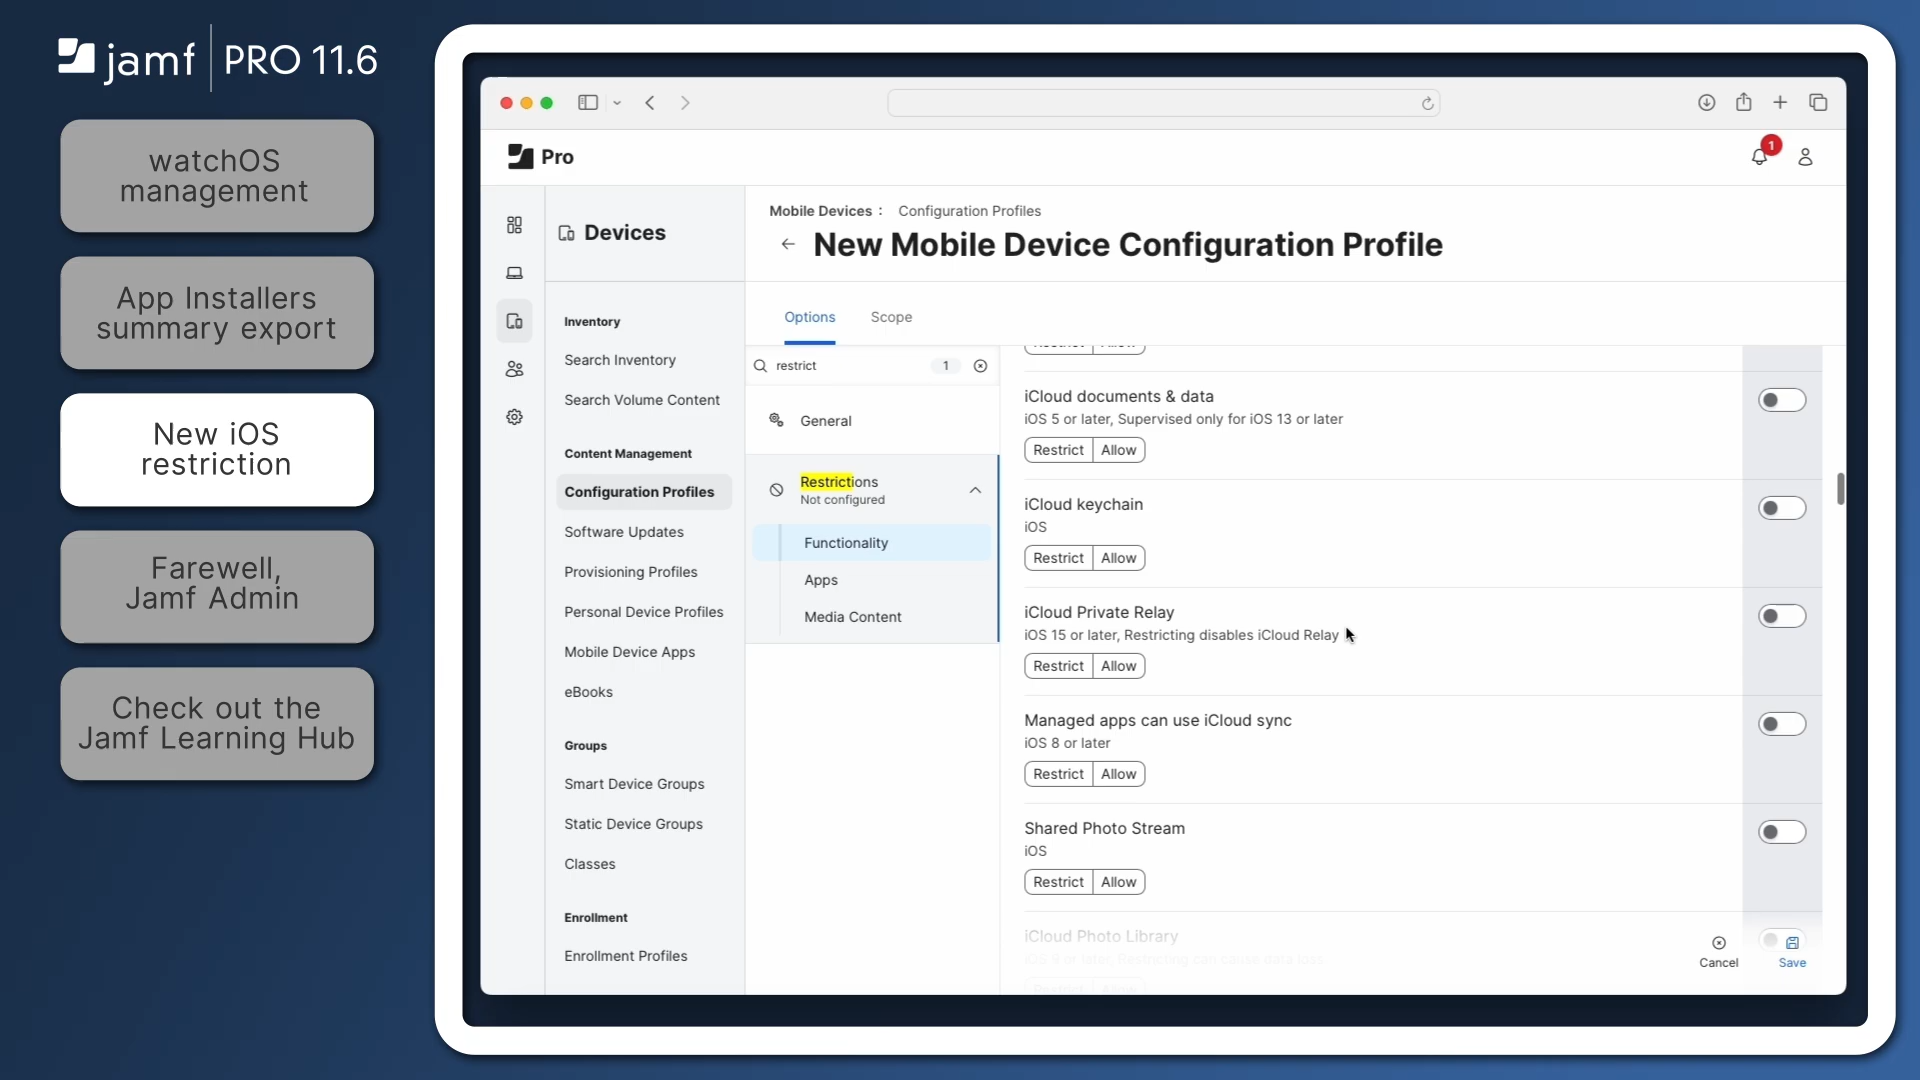 jamf PRO 11.6
watchOS
management
App Installers
summary export
New iOS
restriction
Farewell,
Jamf Admin
Check out the
Jamf Learning Hub
Pro
1
Devices
Inventory
Search Inventory
Search Volume Content
Content Management
Configuration Profiles
Software Updates
Provisioning Profiles
Personal Device Profiles
Mobile Device Apps
eBooks
Groups
Smart Device Groups
Static Device Groups
Classes
Enrollment
Enrollment Profiles
Mobile Devices : Configuration Profiles
New Mobile Device Configuration Profile
Options Scope
restrict 1
General
Restrictions
Not configured
Functionality
Apps
Media Content
iCloud documents & data
iOS 5 or later, Supervised only for iOS 13 or later
Restrict Allow
iCloud keychain
iOS
Restrict Allow
iCloud Private Relay
iOS 15 or later, Restricting disables iCloud Relay
Restrict Allow
Managed apps can use iCloud sync
iOS 8 or later
Restrict Allow
Shared Photo Stream
iOS
Restrict Allow
iCloud Photo Library
Cancel Save